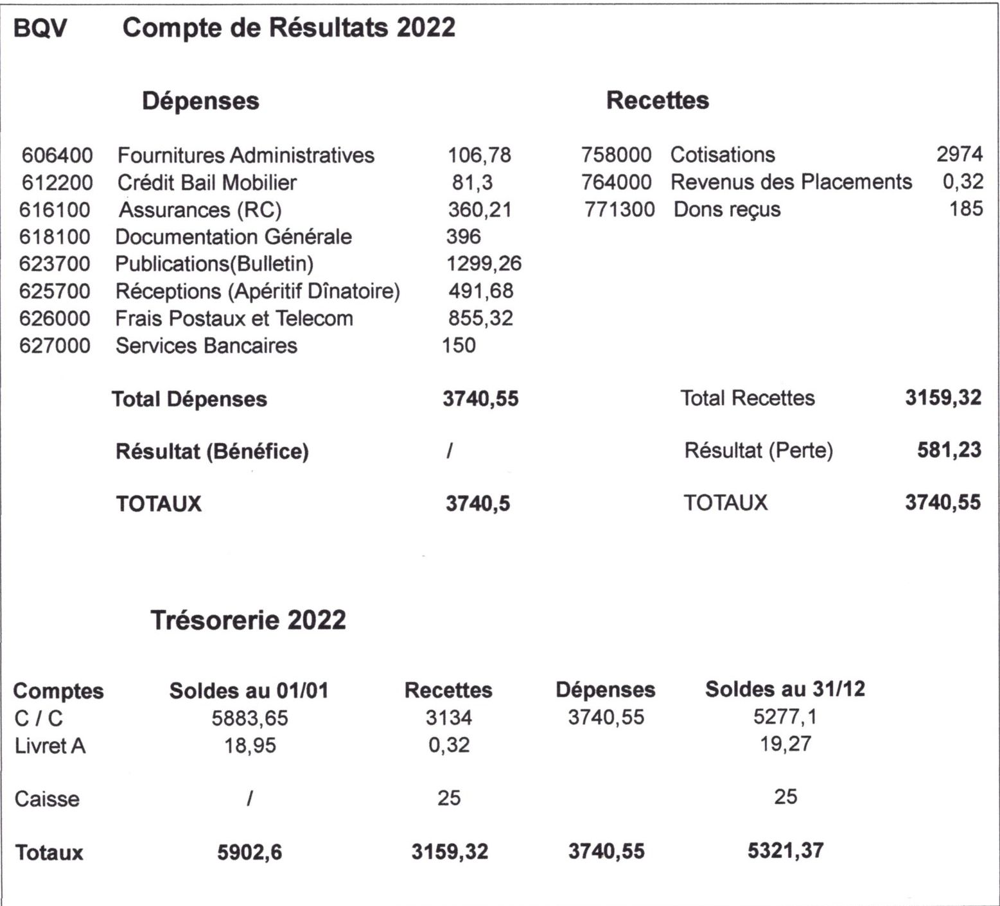 BQV Compte de Résultats 2022
Dépenses Recettes
606400 Fournitures Administratives 106,78 758000 Cotisations 2974
612200 Crédit Bail Mobilier 81,3 764000 Revenus des Placements 0,32
616100 Assurances (RC) 360,21 771300 Dons reçus 185
618100 Documentation Générale 396
623700 Publications(Bulletin) 1299,26
625700 Réceptions (Apéritif Dînatoire) 491,68
626000 Frais Postaux et Telecom 855,32
627000 Services Bancaires 150
Total Dépenses 3740,55 Total Recettes 3159,32
Résultat (Bénéfice) / Résultat (Perte) 581,23
TOTAUX 3740,5 TOTAUX 3740,55
Trésorerie 2022
Comptes Soldes au 01/01 Recettes Dépenses Soldes au 31/12
C / C 5883,65 3134 3740,55 5277,1
Livret A 18,95 0,32 19,27
Caisse / 25 25
Totaux 5902,6 3159,32 3740,55 5321,37